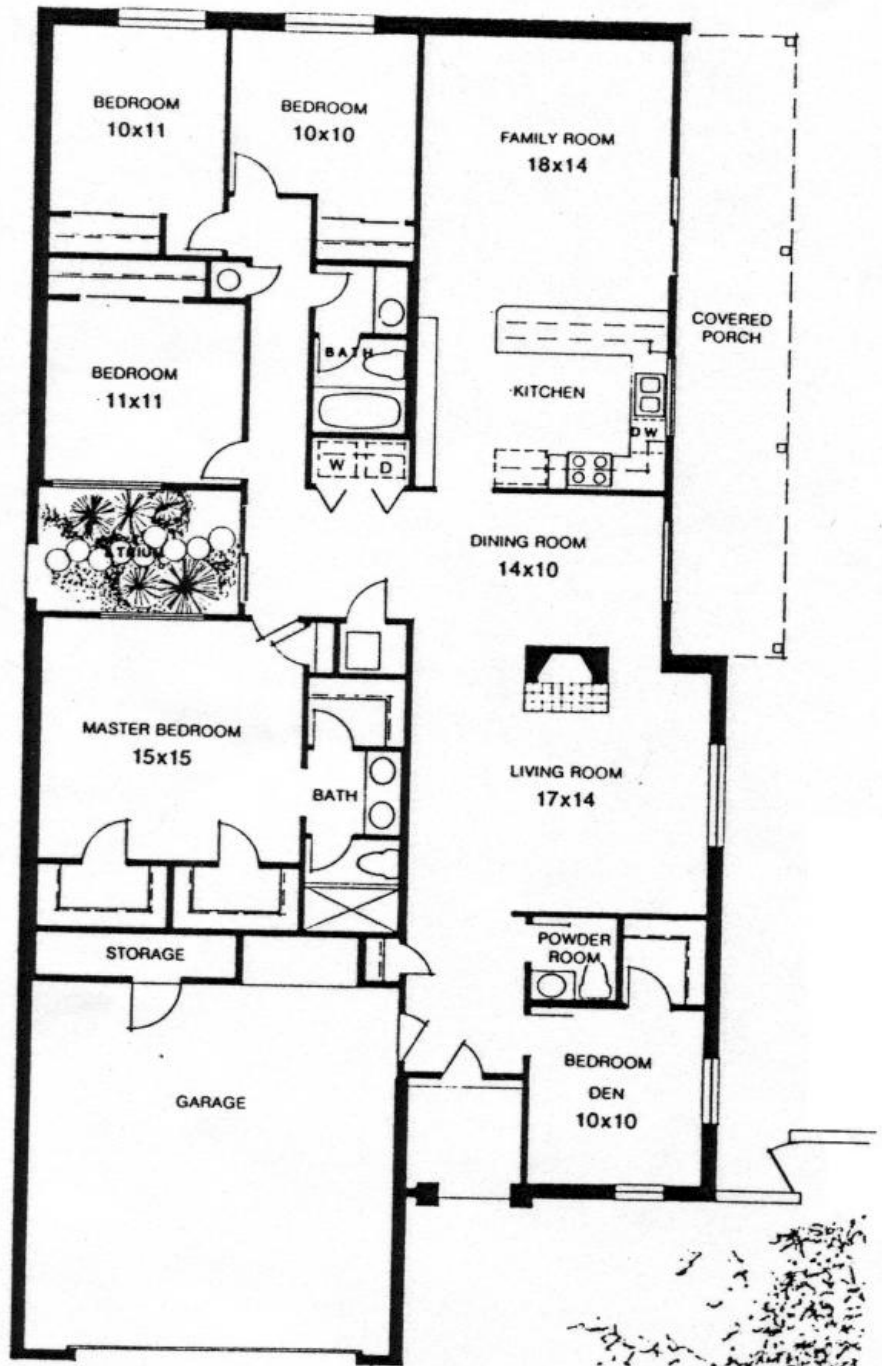 BEDROOM
10x11
BEDROOM
10x10
FAMILY ROOM
18x14
COVERED
PORCH
BEDROOM
11x11
BATH
KITCHEN
DW
W D
ATRIUM
DINING ROOM
14x10
MASTER BEDROOM
15x15
BATH
LIVING ROOM
17x14
STORAGE
POWDER
ROOM
BEDROOM
DEN
10x10
GARAGE